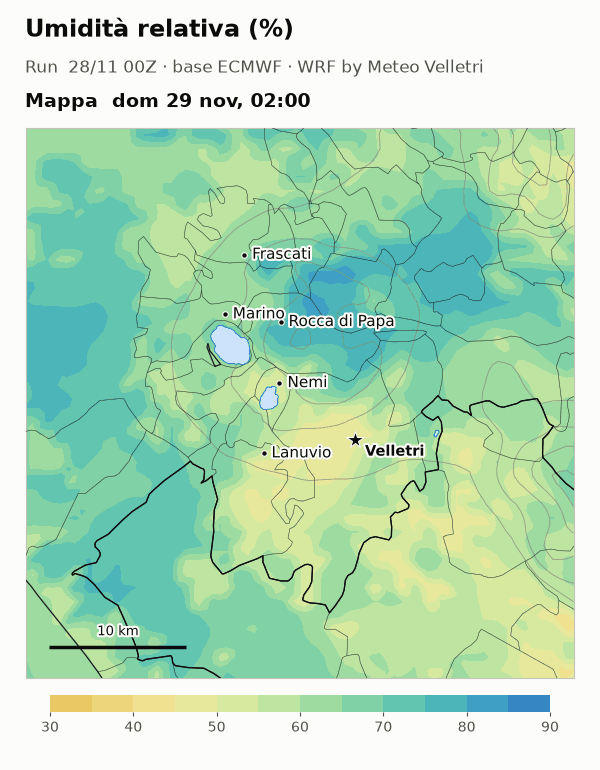 Umidità relativa (%)
Run  28/11 00Z · base ECMWF · WRF by Meteo Velletri
Mappa  dom 29 nov, 02:00
Frascati
Marino
Rocca di Papa
Nemi
Velletri
Lanuvio
10 km
30 40 50 60 70 80 90